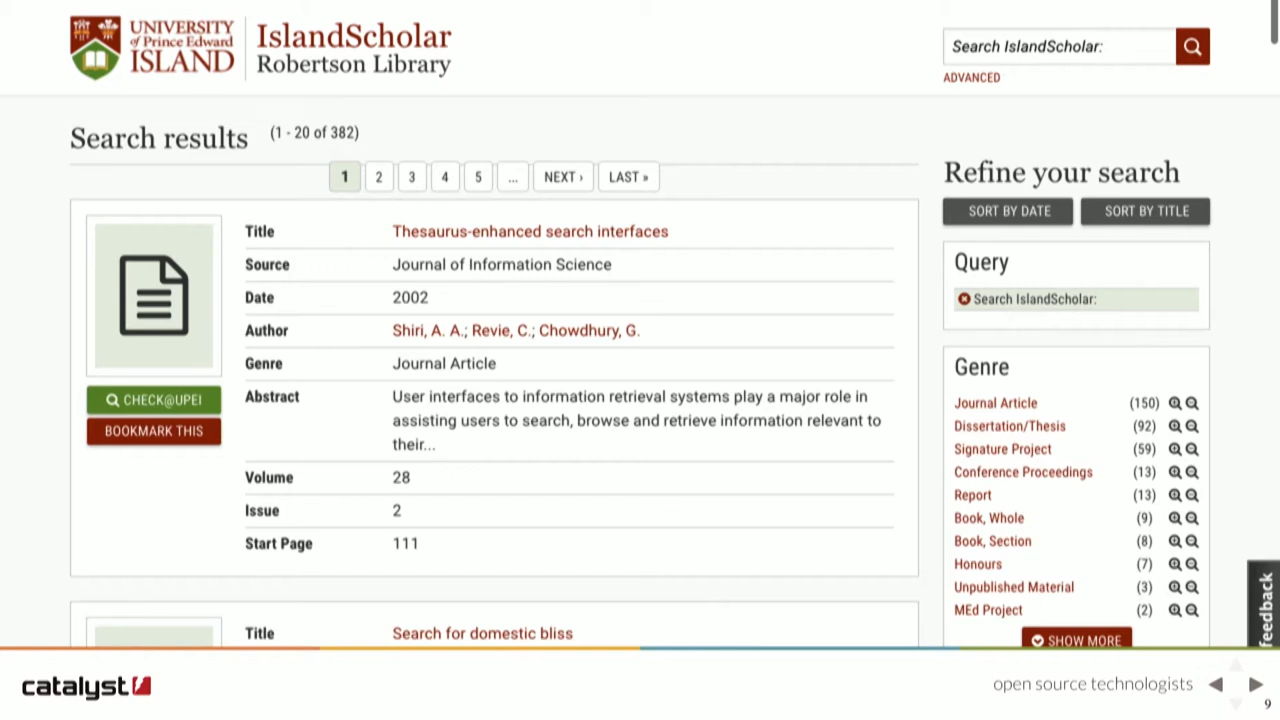 UNIVERSITY
of Prince Edward
ISLAND
IslandScholar
Robertson Library
Search IslandScholar:
ADVANCED
Search results (1 - 20 of 382)
1 2 3 4 5 ... NEXT › LAST »
Title Thesaurus-enhanced search interfaces
Source Journal of Information Science
Date 2002
Author Shiri, A. A.; Revie, C.; Chowdhury, G.
Genre Journal Article
Abstract User interfaces to information retrieval systems play a major role in
assisting users to search, browse and retrieve information relevant to
their...
Volume 28
Issue 2
Start Page 111
CHECK@UPEI
BOOKMARK THIS
Title Search for domestic bliss
Refine your search
SORT BY DATE SORT BY TITLE
Query
Search IslandScholar:
Genre
Journal Article (150)
Dissertation/Thesis (92)
Signature Project (59)
Conference Proceedings (13)
Report (13)
Book, Whole (9)
Book, Section (8)
Honours (7)
Unpublished Material (3)
MEd Project (2)
SHOW MORE
feedback
catalyst
open source technologists
9